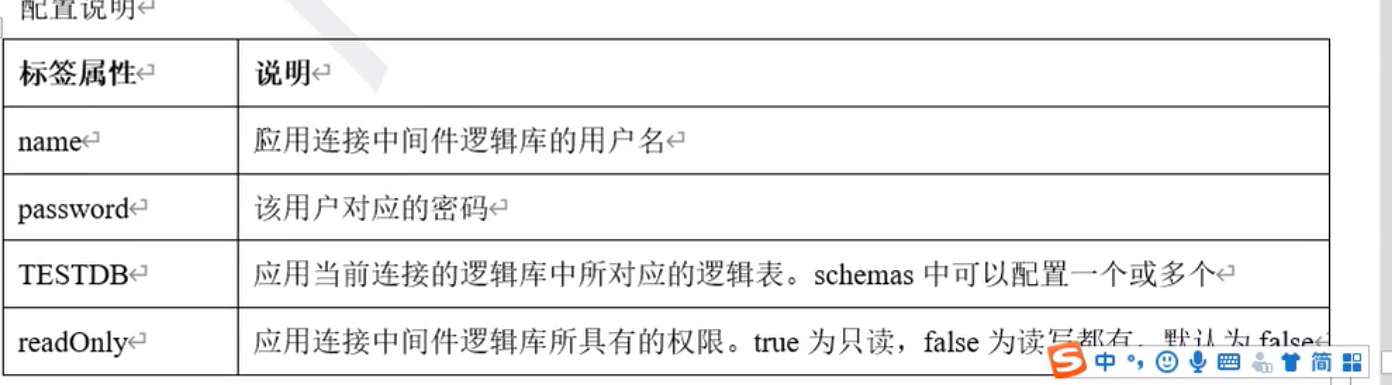 配置说明
标签属性 说明
name 应用连接中间件逻辑库的用户名
password 该用户对应的密码
TESTDB 应用当前连接的逻辑库中所对应的逻辑表。schemas 中可以配置一个或多个
readOnly 应用连接中间件逻辑库所具有的权限。true 为只读，false 为读写都有。默认为 false
中 简